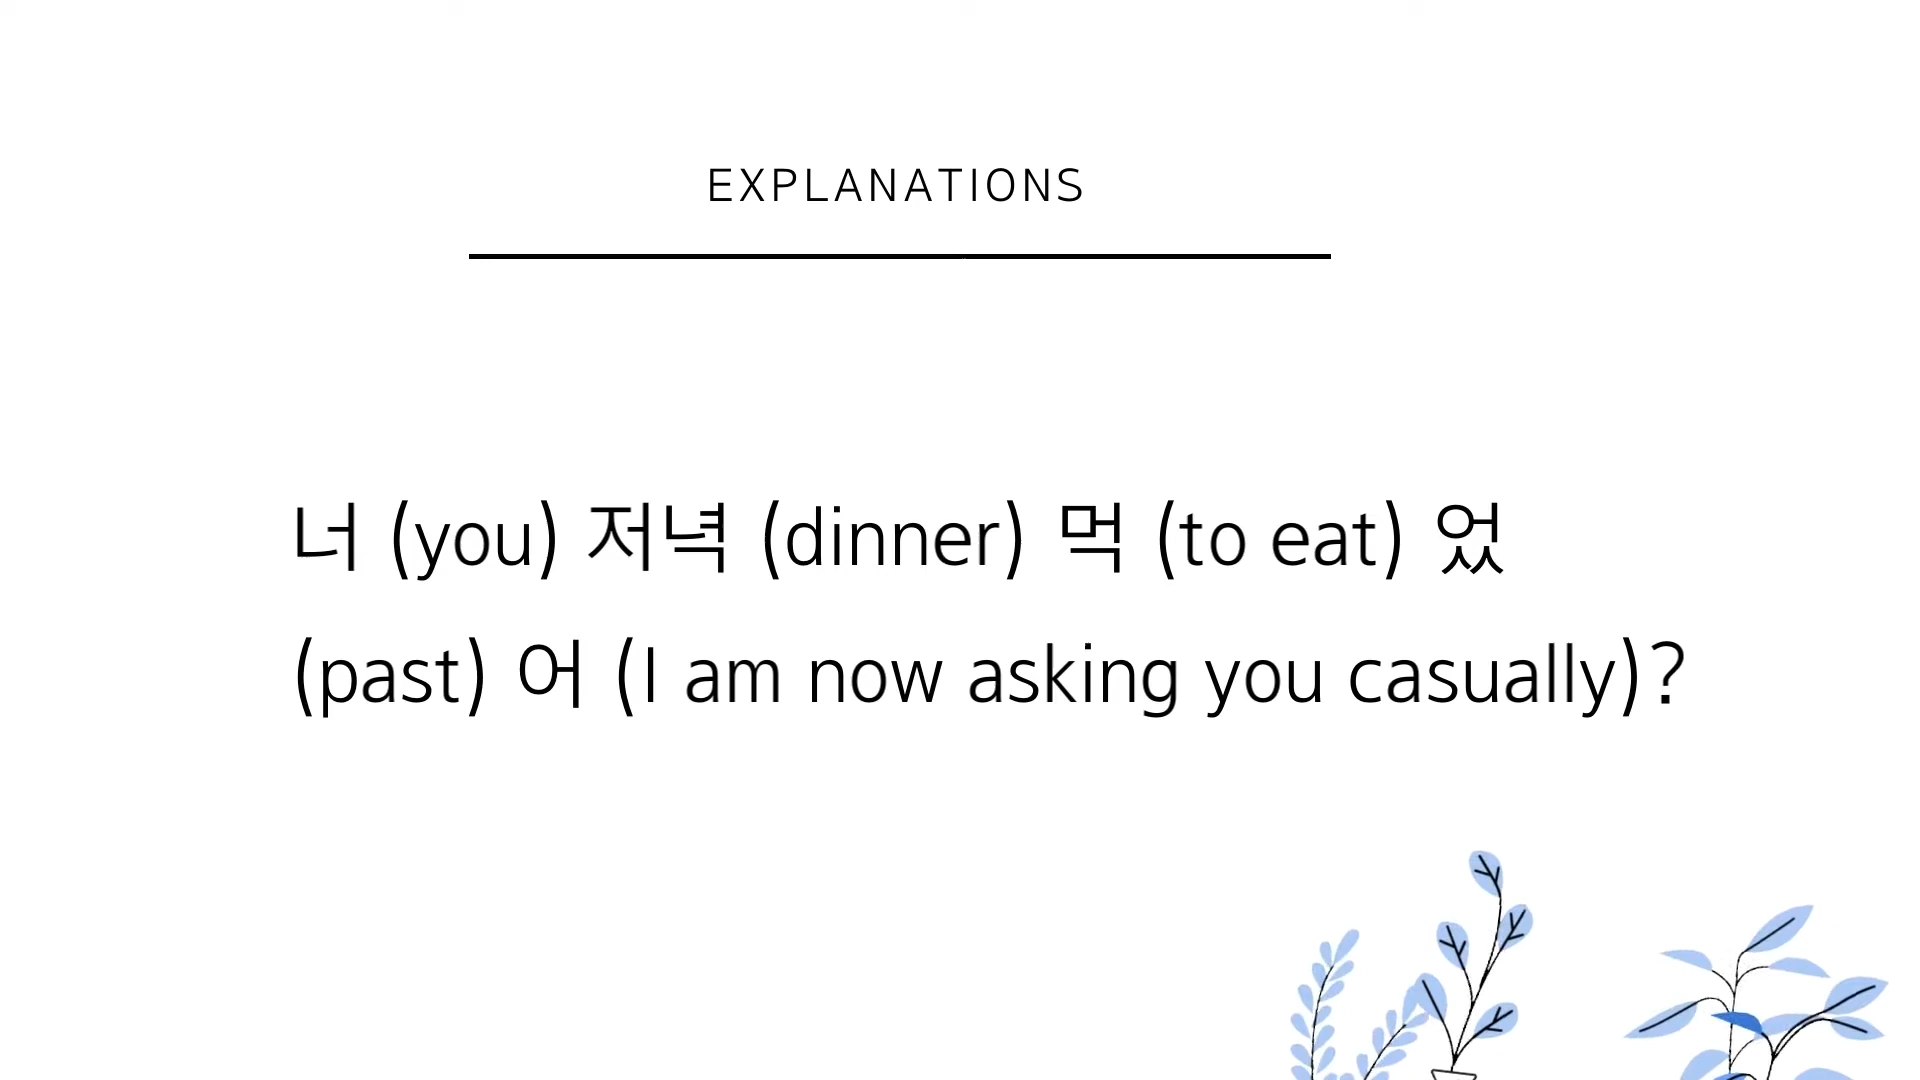 EXPLANATIONS
너 (you) 저녁 (dinner) 먹 (to eat) 었
(past) 어 (I am now asking you casually)?